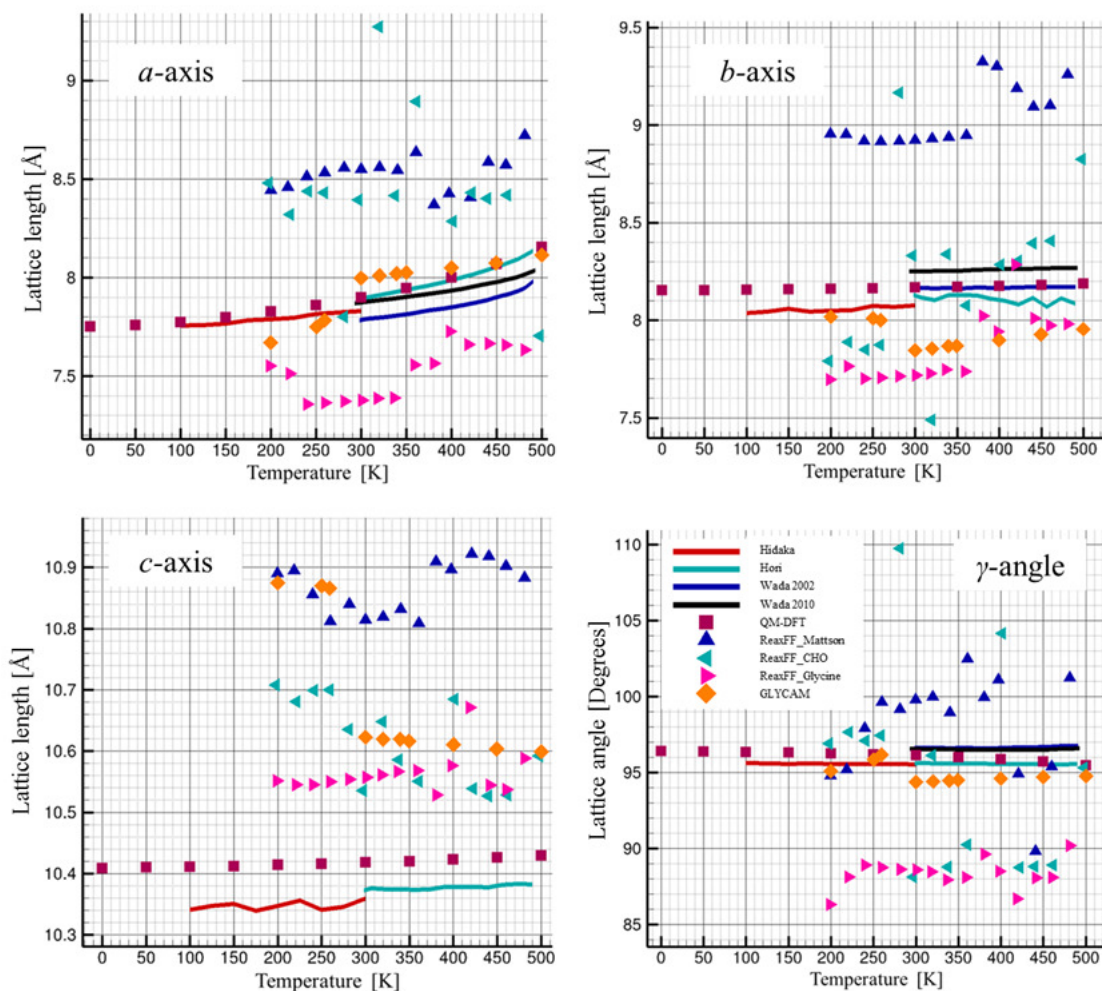 a-axis
Lattice length [Å]
9
8.5
8
7.5
0 50 100 150 200 250 300 350 400 450 500
Temperature [K]
b-axis
Lattice length [Å]
9.5
9
8.5
8
7.5
0 50 100 150 200 250 300 350 400 450 500
Temperature [K]
c-axis
Lattice length [Å]
10.9
10.8
10.7
10.6
10.5
10.4
10.3
0 50 100 150 200 250 300 350 400 450 500
Temperature [K]
γ-angle
Lattice angle [Degrees]
110
105
100
95
90
85
Hidaka
Hori
Wada 2002
Wada 2010
QM-DFT
ReaxFF_Mattson
ReaxFF_CHO
ReaxFF_Glycine
GLYCAM
0 50 100 150 200 250 300 350 400 450 500
Temperature [K]